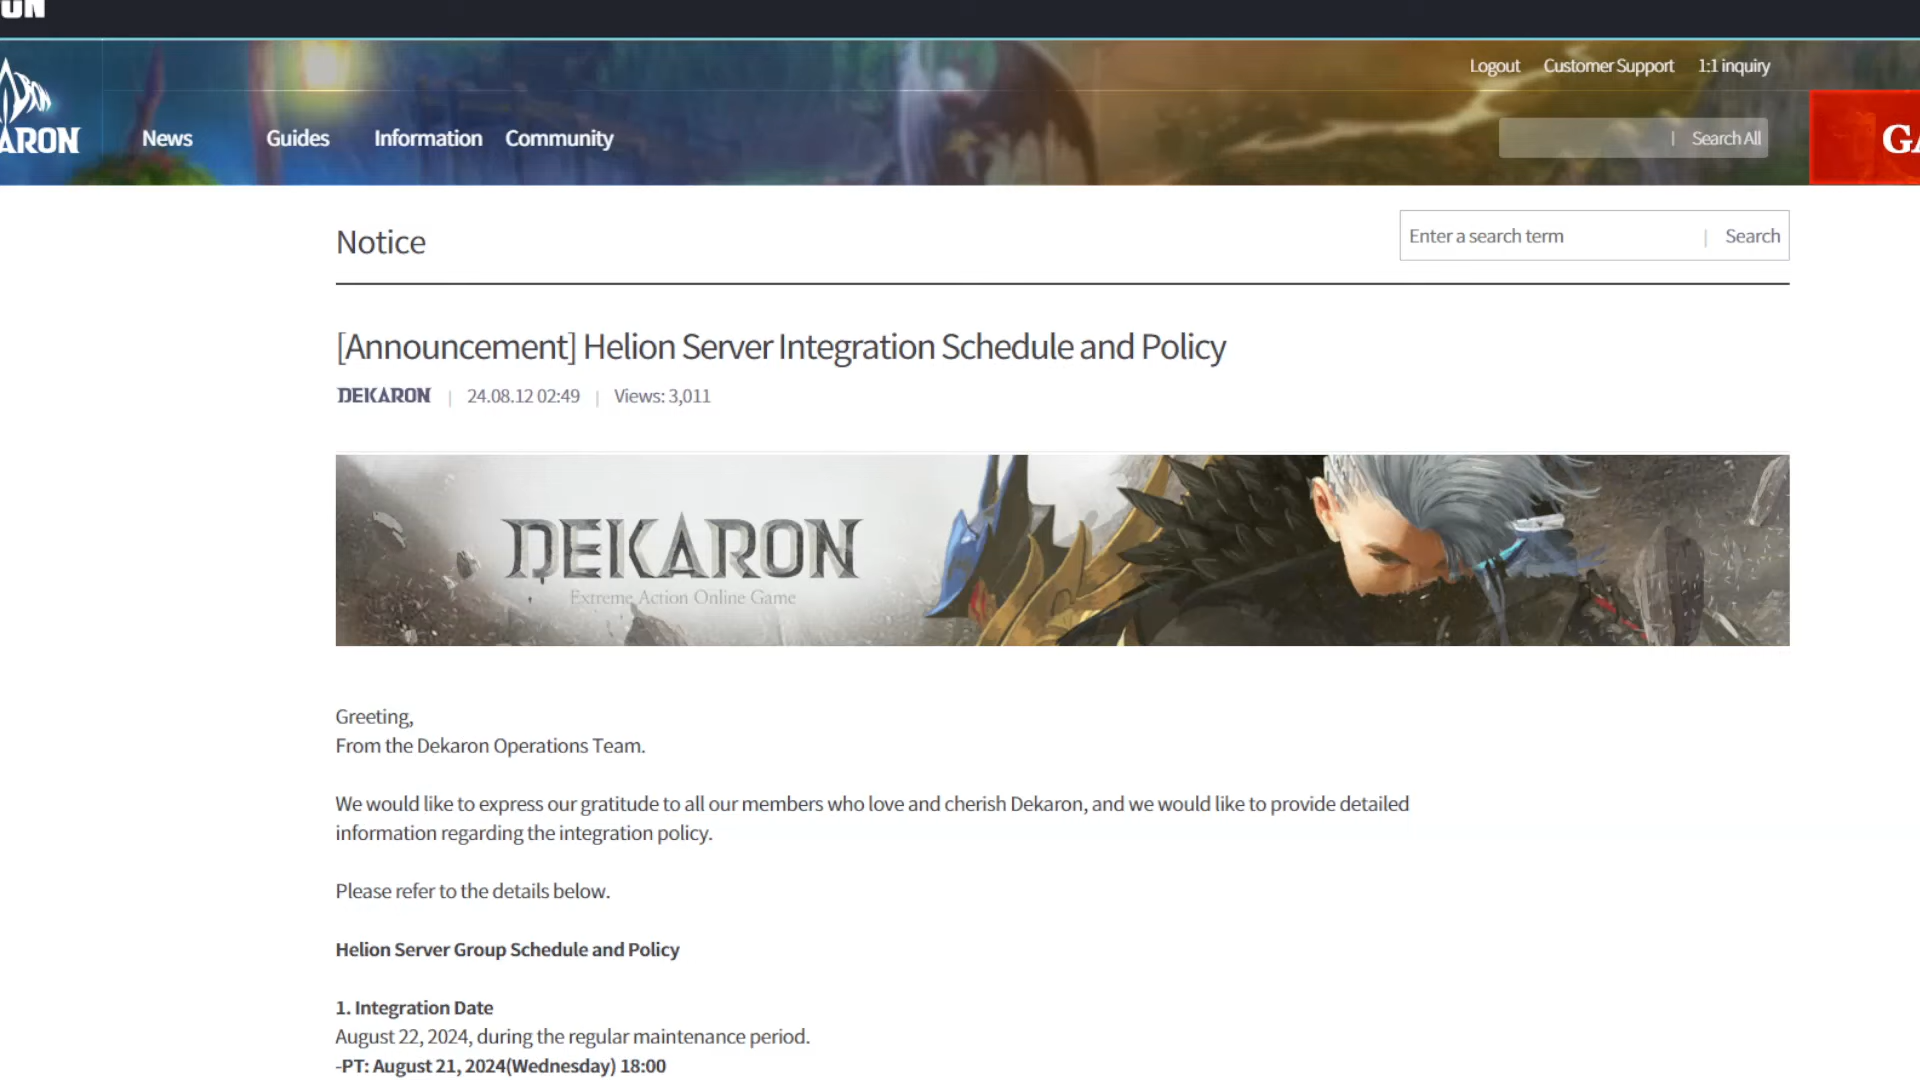 Logout Customer Support 1:1 inquiry
ARON News Guides Information Community | Search All
Notice Enter a search term | Search
[Announcement] Helion Server Integration Schedule and Policy
DEKARON | 24.08.12 02:49 | Views: 3,011
DEKARON
Extreme Action Online Game
Greeting,
From the Dekaron Operations Team.
We would like to express our gratitude to all our members who love and cherish Dekaron, and we would like to provide detailed
information regarding the integration policy.
Please refer to the details below.
Helion Server Group Schedule and Policy
1. Integration Date
August 22, 2024, during the regular maintenance period.
-PT: August 21, 2024(Wednesday) 18:00